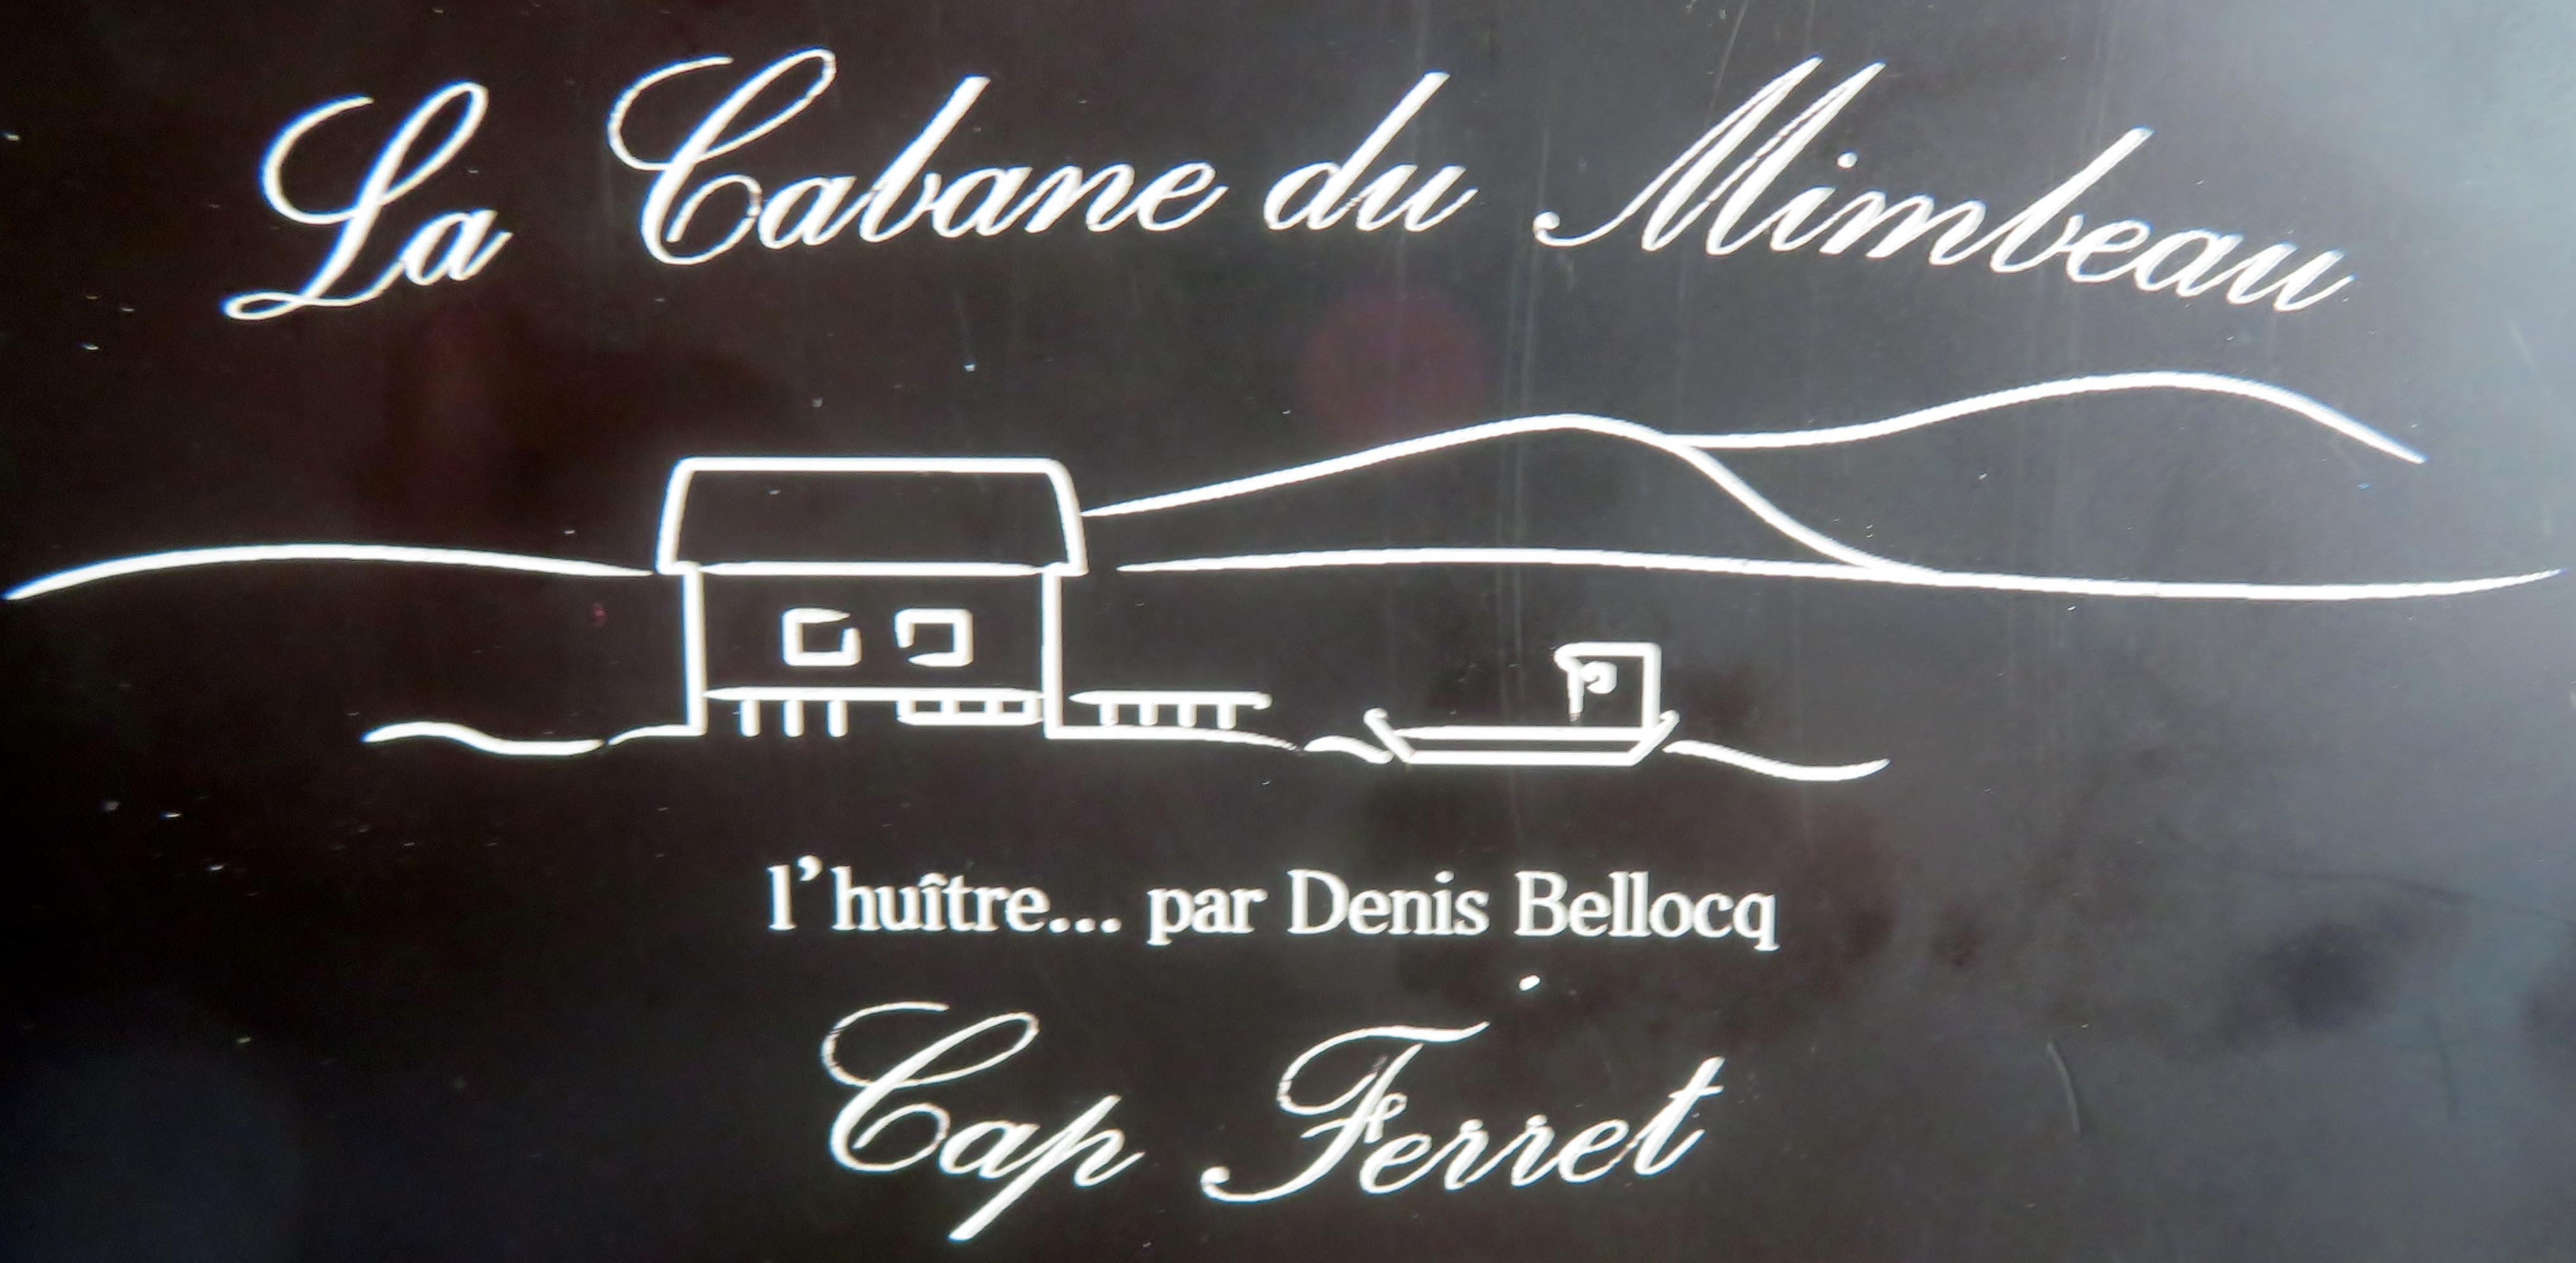 La Cabane du Mimbeau
l'huître... par Denis Bellocq
Cap Ferret